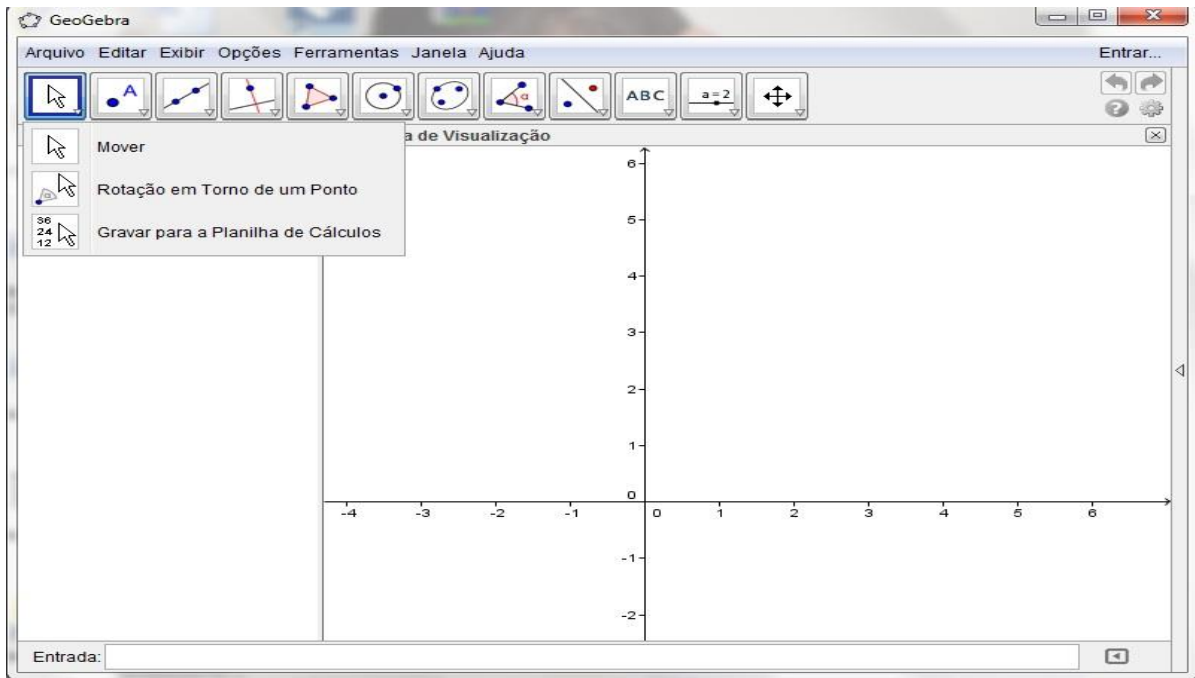 GeoGebra
Arquivo Editar Exibir Opções Ferramentas Janela Ajuda Entrar...
A α ABC a=2
a de Visualização
Mover
α Rotação em Torno de um Ponto
36
24
12
Gravar para a Planilha de Cálculos
6
5
4
3
2
1
0
-4 -3 -2 -1 0 1 2 3 4 5 6
-1
-2
Entrada: